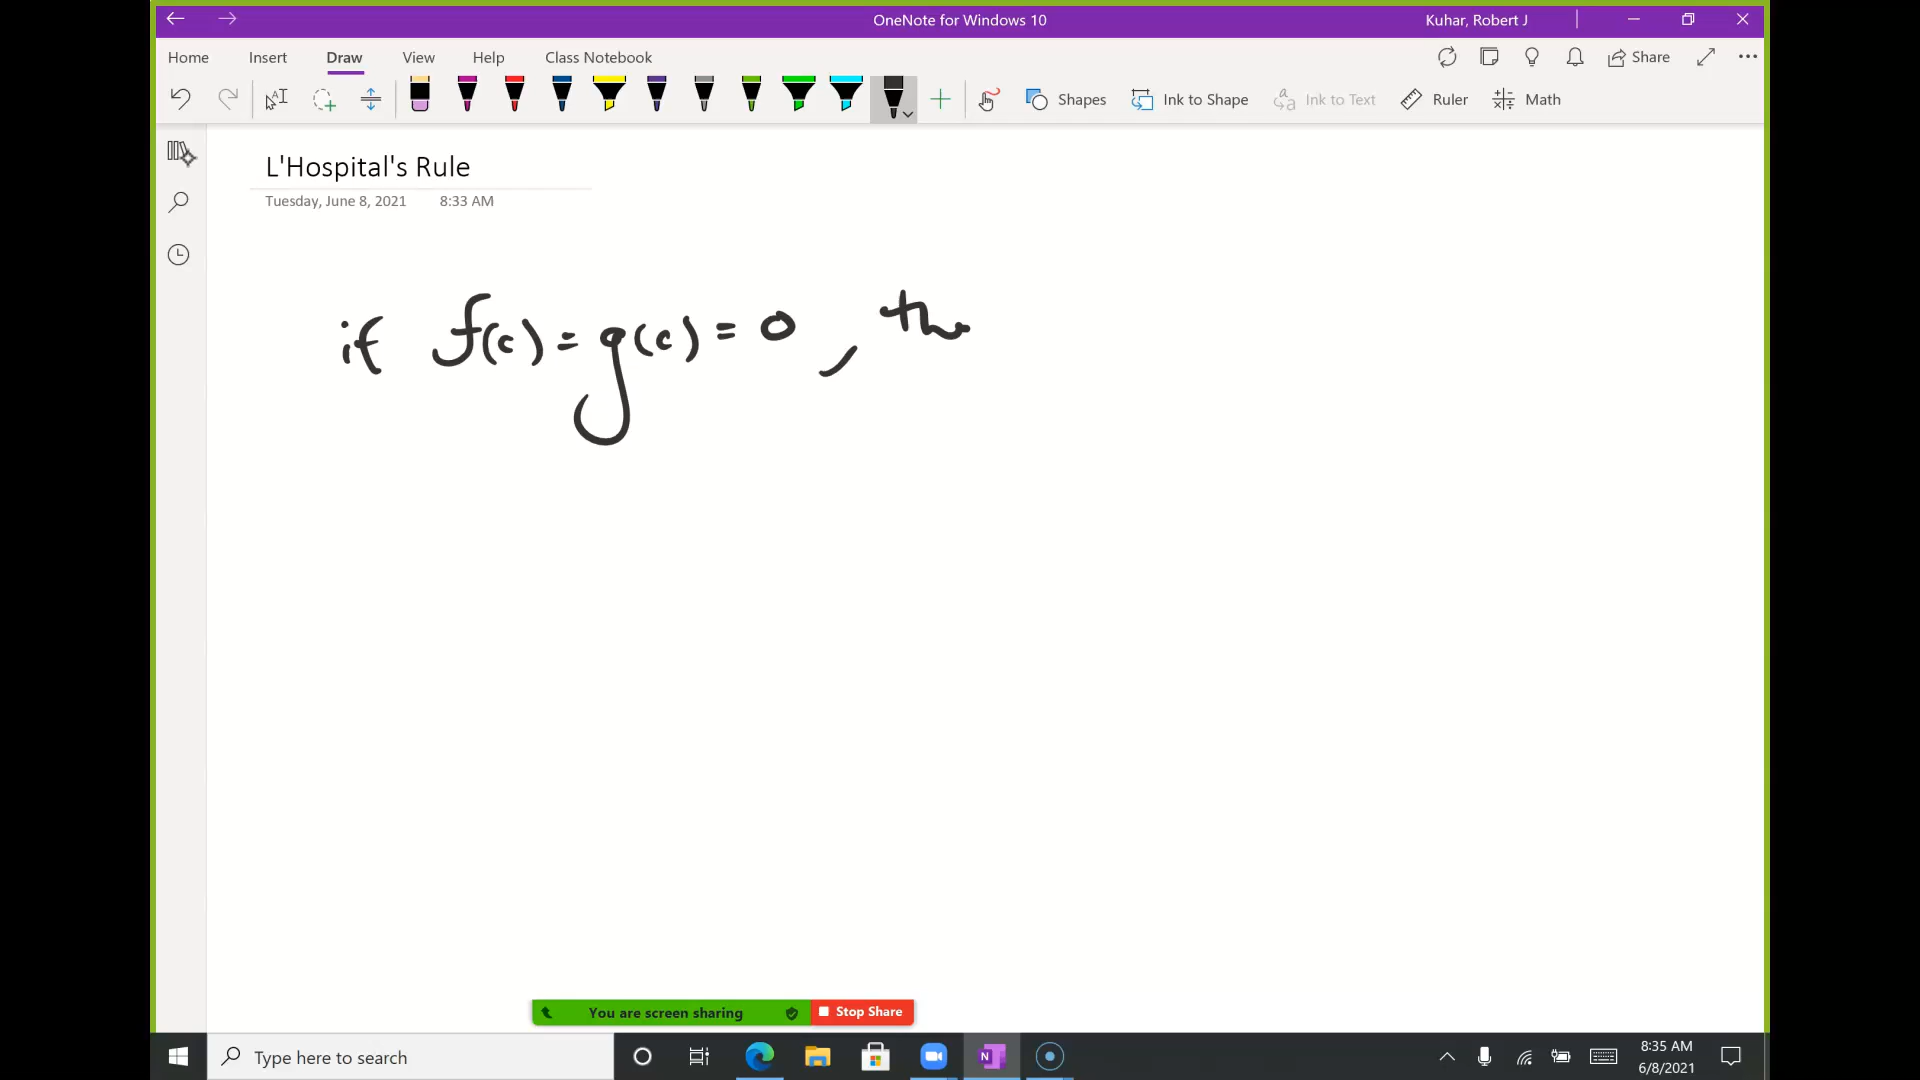 OneNote for Windows 10
Kuhar, Robert J
Home Insert Draw View Help Class Notebook
Share
Shapes Ink to Shape Ink to Text Ruler Math
L'Hospital's Rule
Tuesday, June 8, 2021 8:33 AM
if f(c) = g(c) = 0 , the
You are screen sharing Stop Share
Type here to search
8:35 AM
6/8/2021